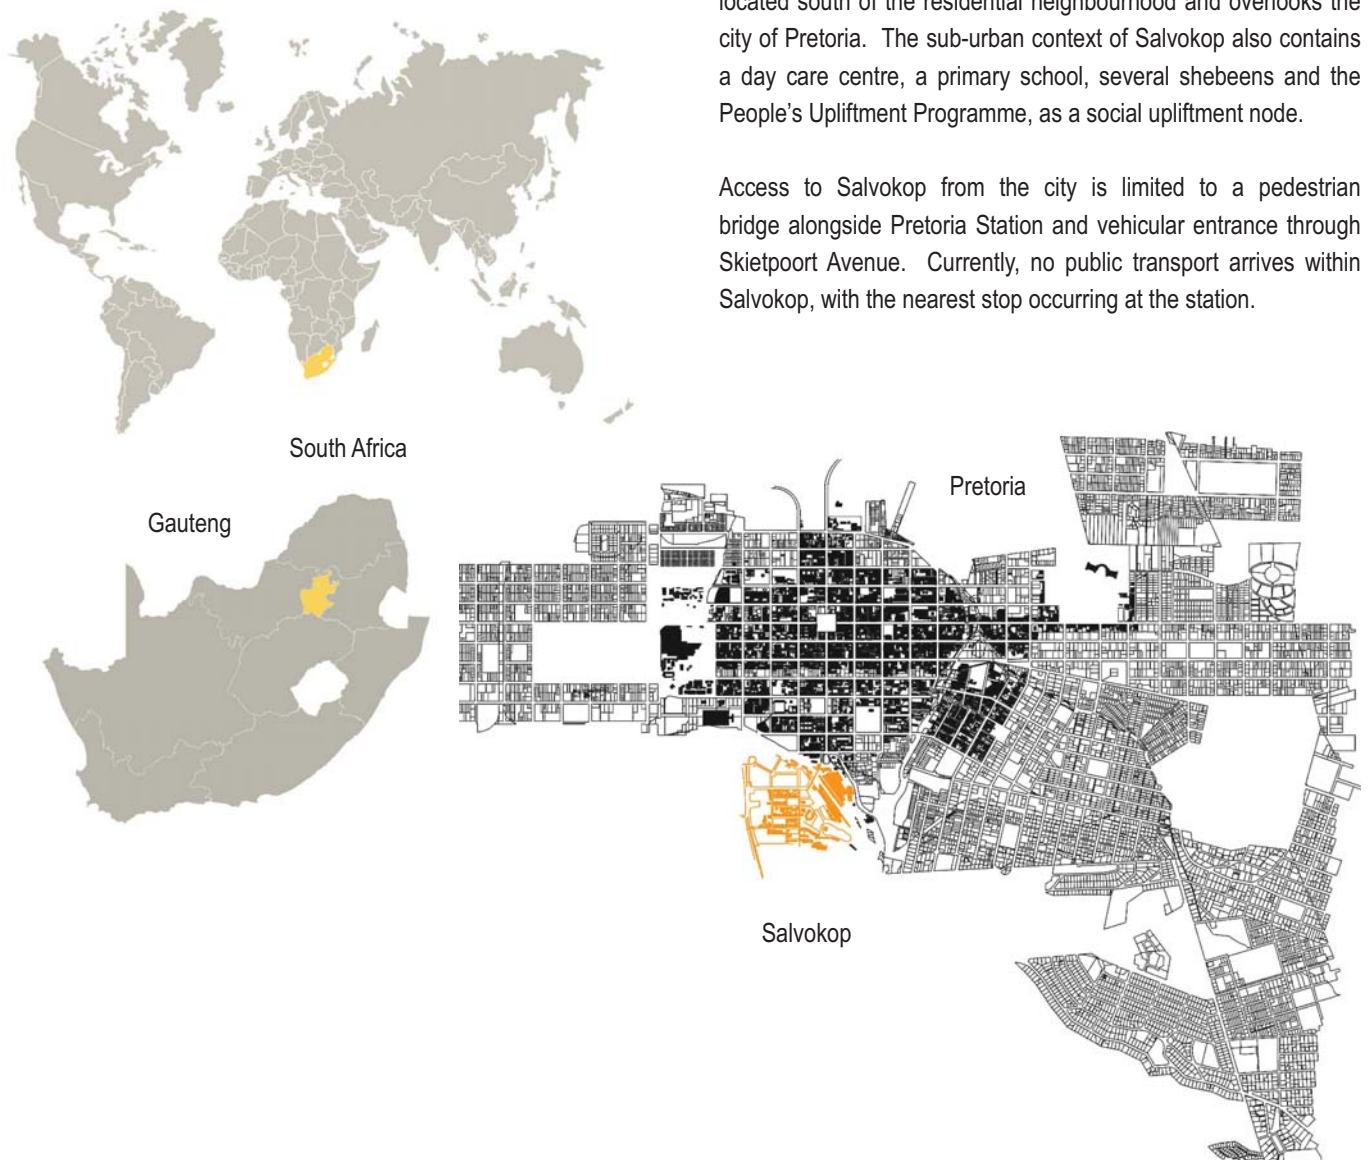 located south of the residential neighbourhood and overlooks the
city of Pretoria. The sub-urban context of Salvokop also contains
a day care centre, a primary school, several shebeens and the
People's Upliftment Programme, as a social upliftment node.
Access to Salvokop from the city is limited to a pedestrian
bridge alongside Pretoria Station and vehicular entrance through
Skietpoort Avenue. Currently, no public transport arrives within
Salvokop, with the nearest stop occurring at the station.
South Africa
Gauteng
Pretoria
Salvokop